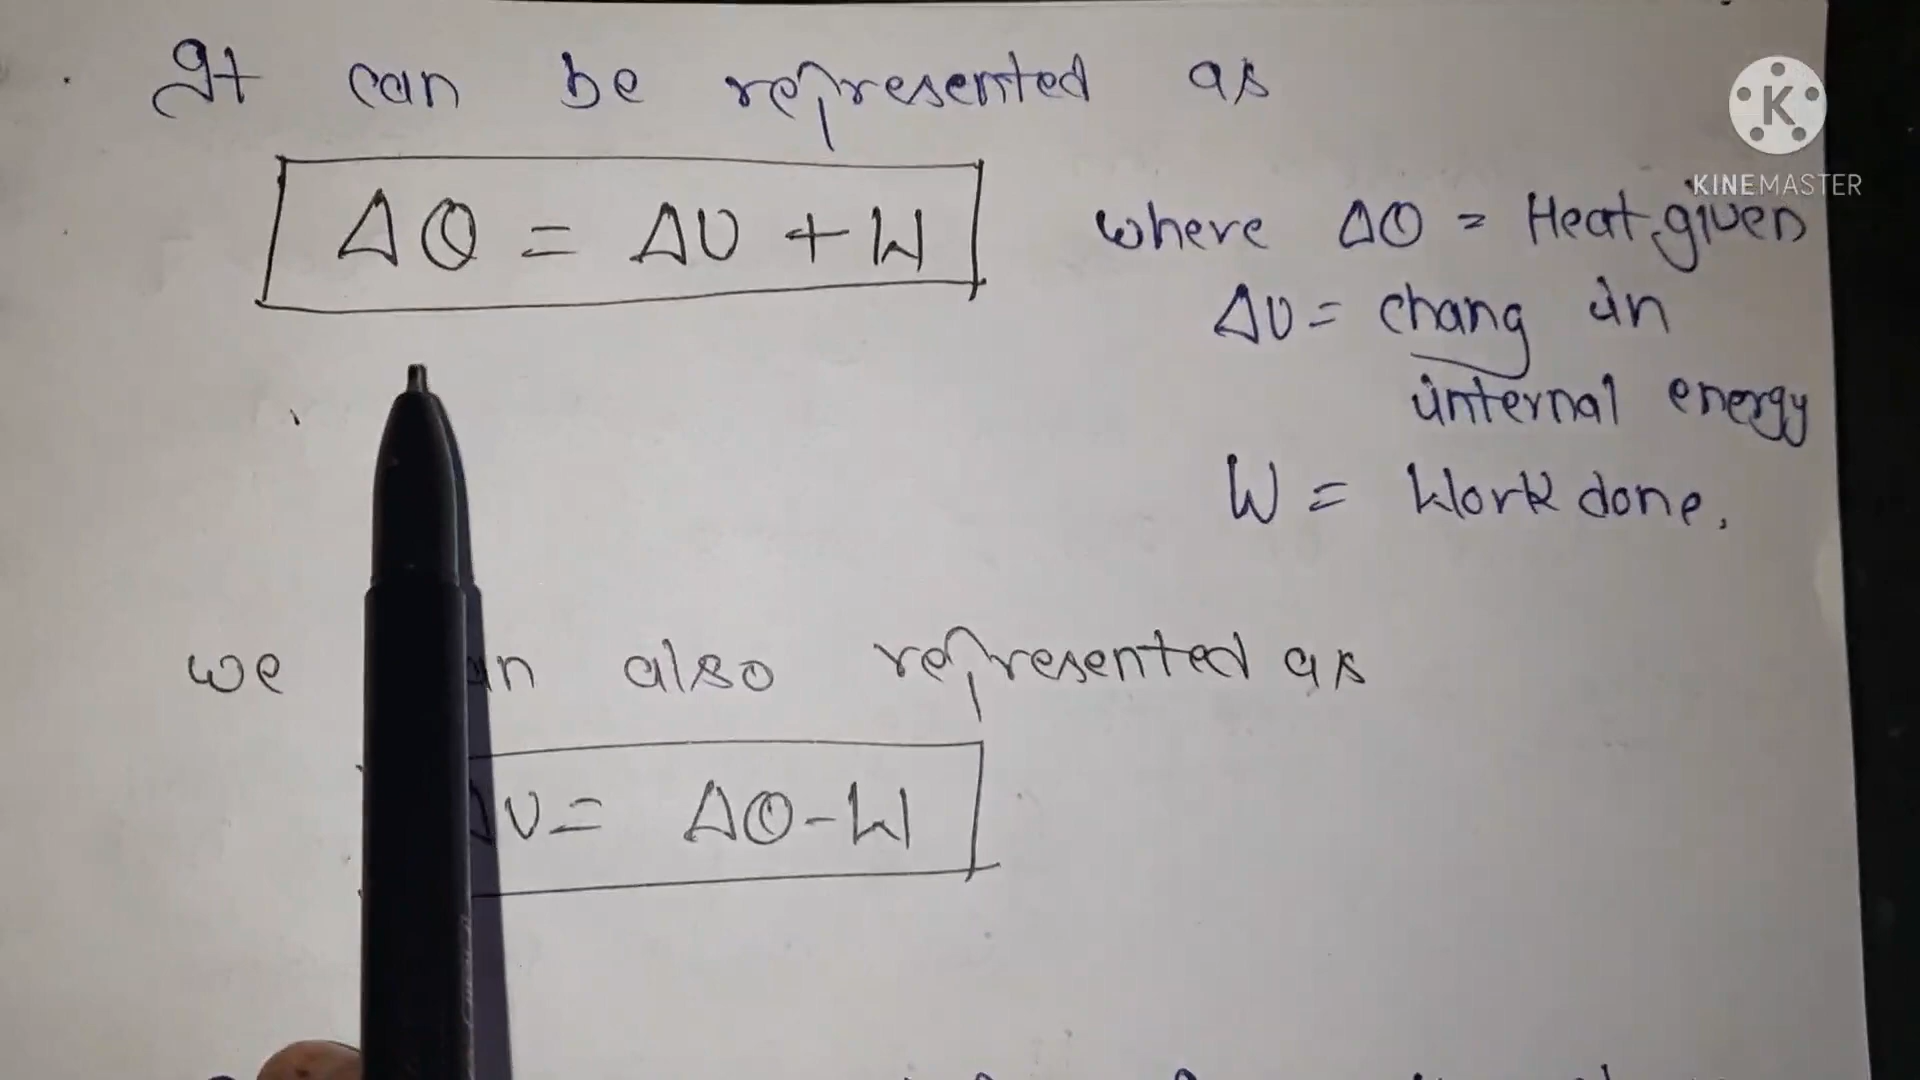 It can be represented as
K
KINEMASTER
ΔQ = ΔU + W
where ΔQ = Heat given
ΔU = chang in
internal energy
W = Work done.
we also represented as
U = ΔQ - W